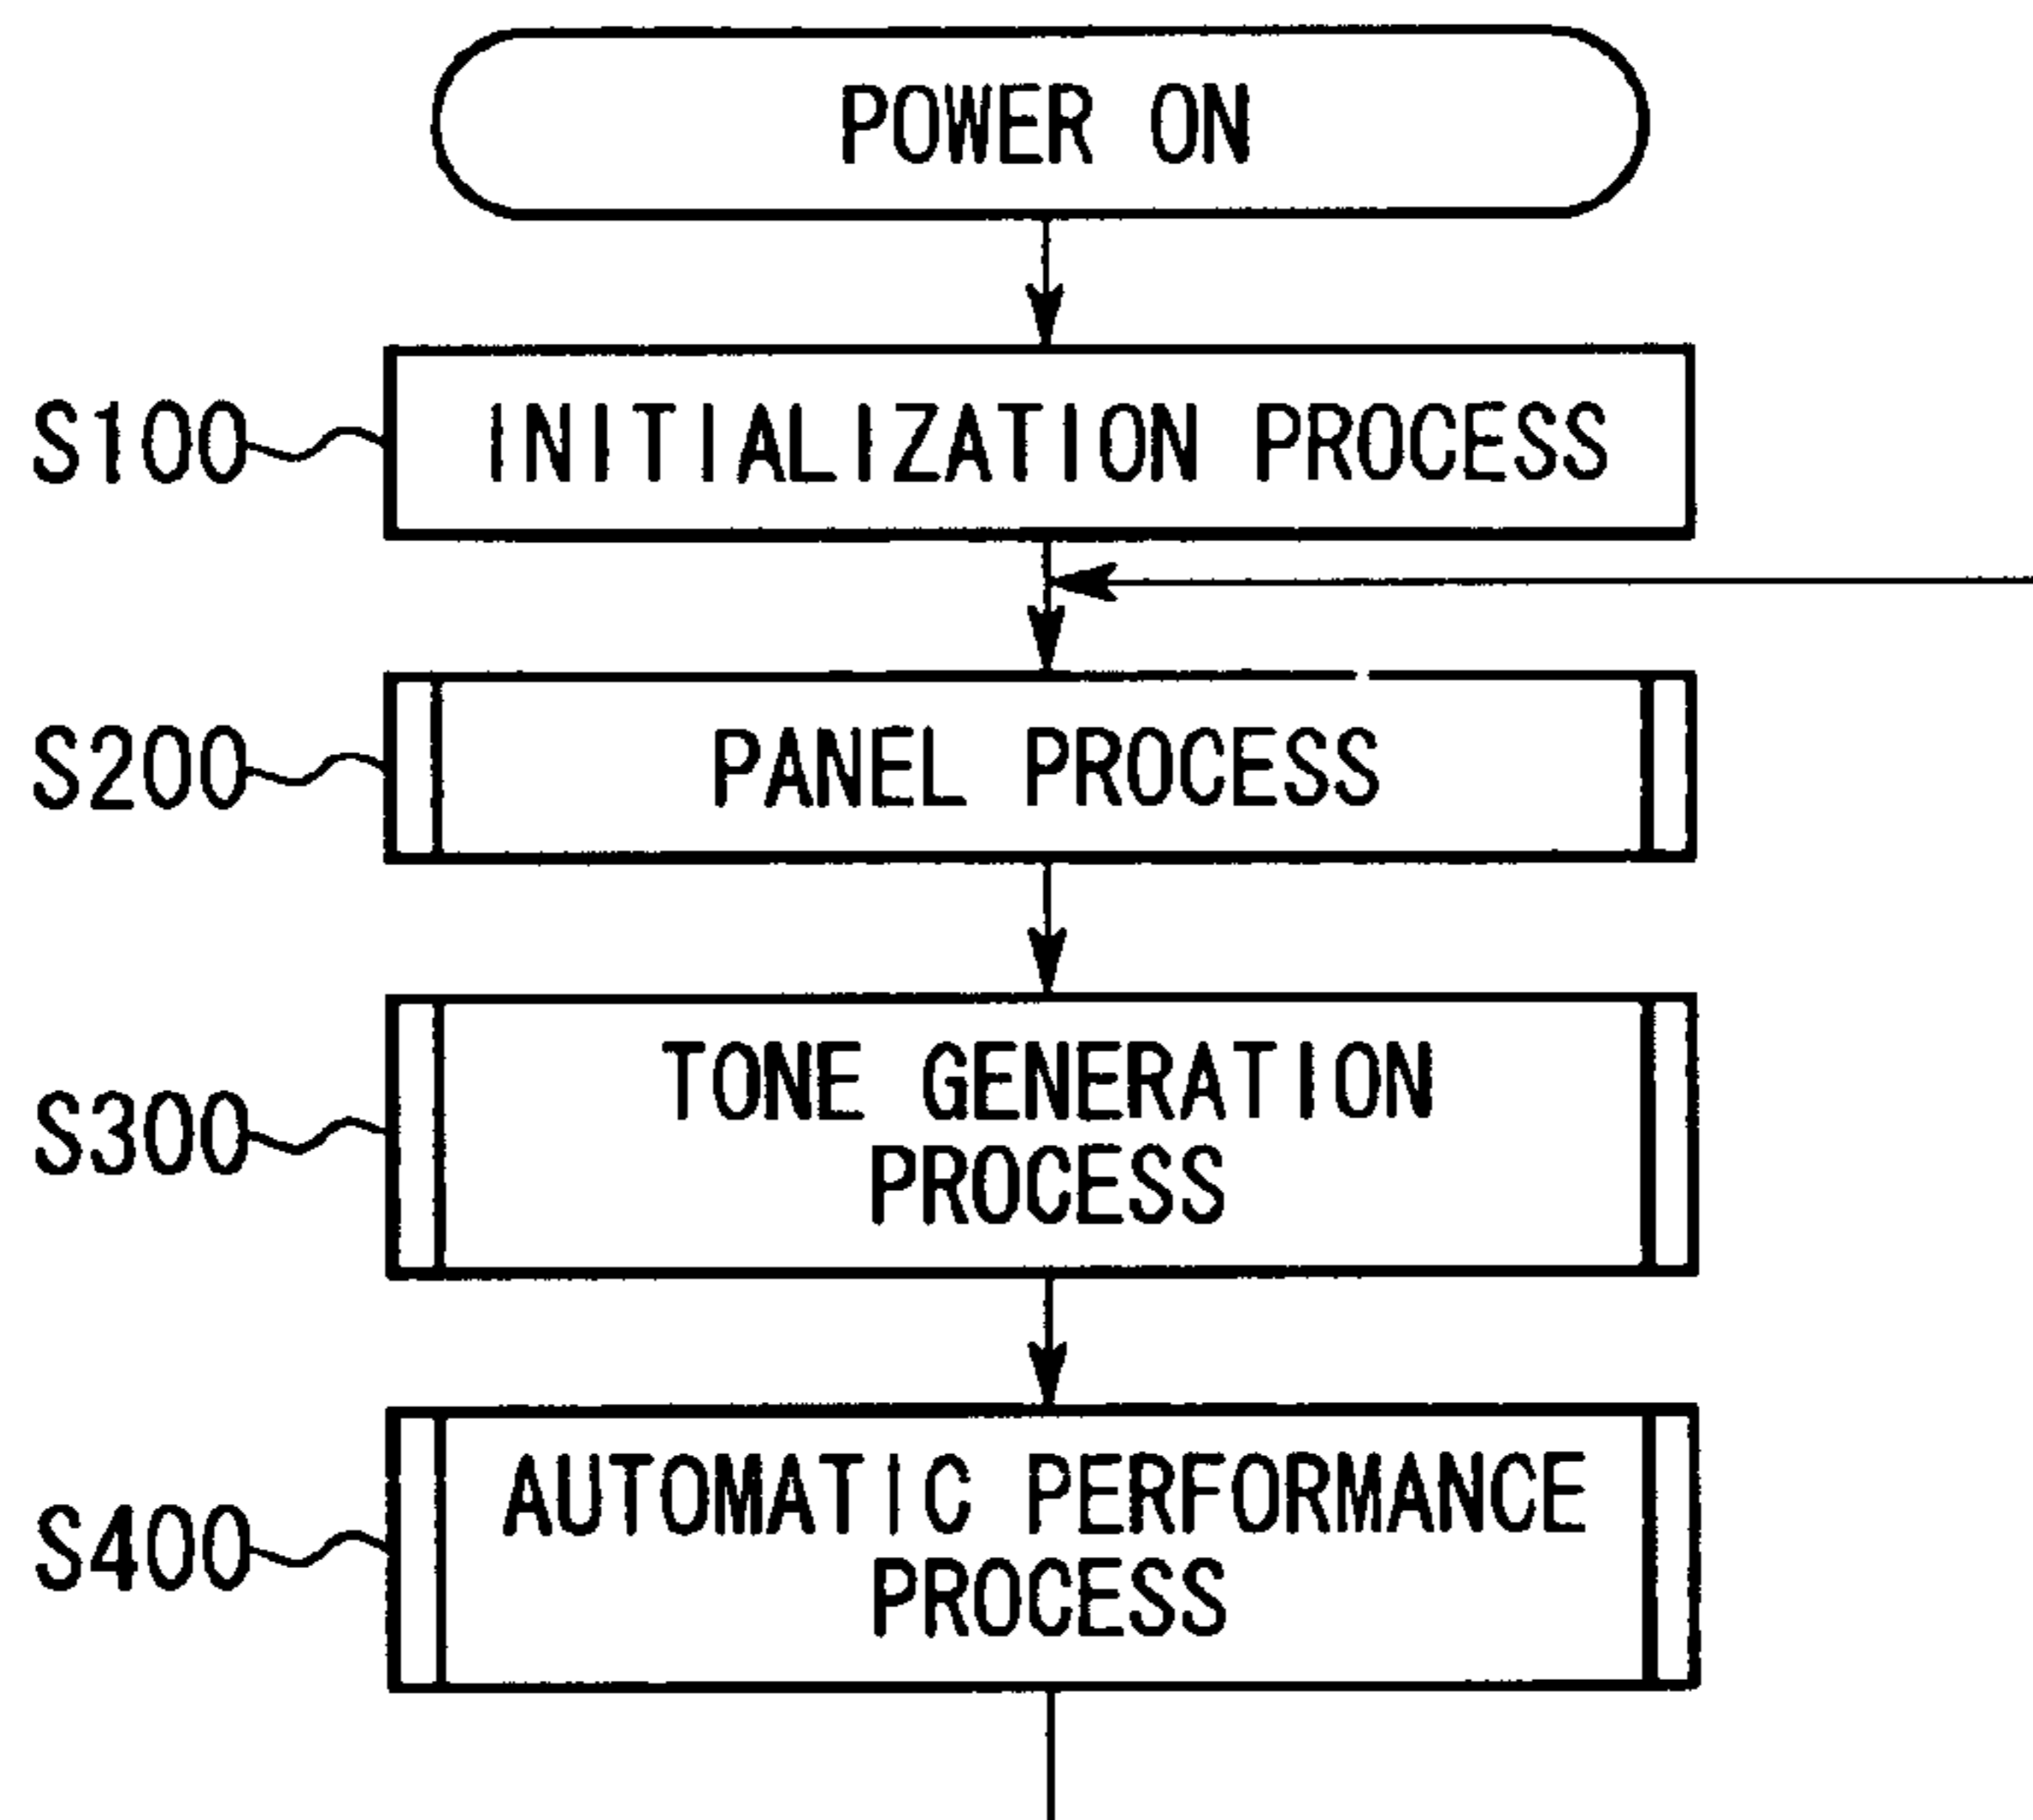 POWER ON
S100
INITIALIZATION PROCESS
S200
PANEL PROCESS
S300
TONE GENERATION
PROCESS
S400
AUTOMATIC PERFORMANCE
PROCESS